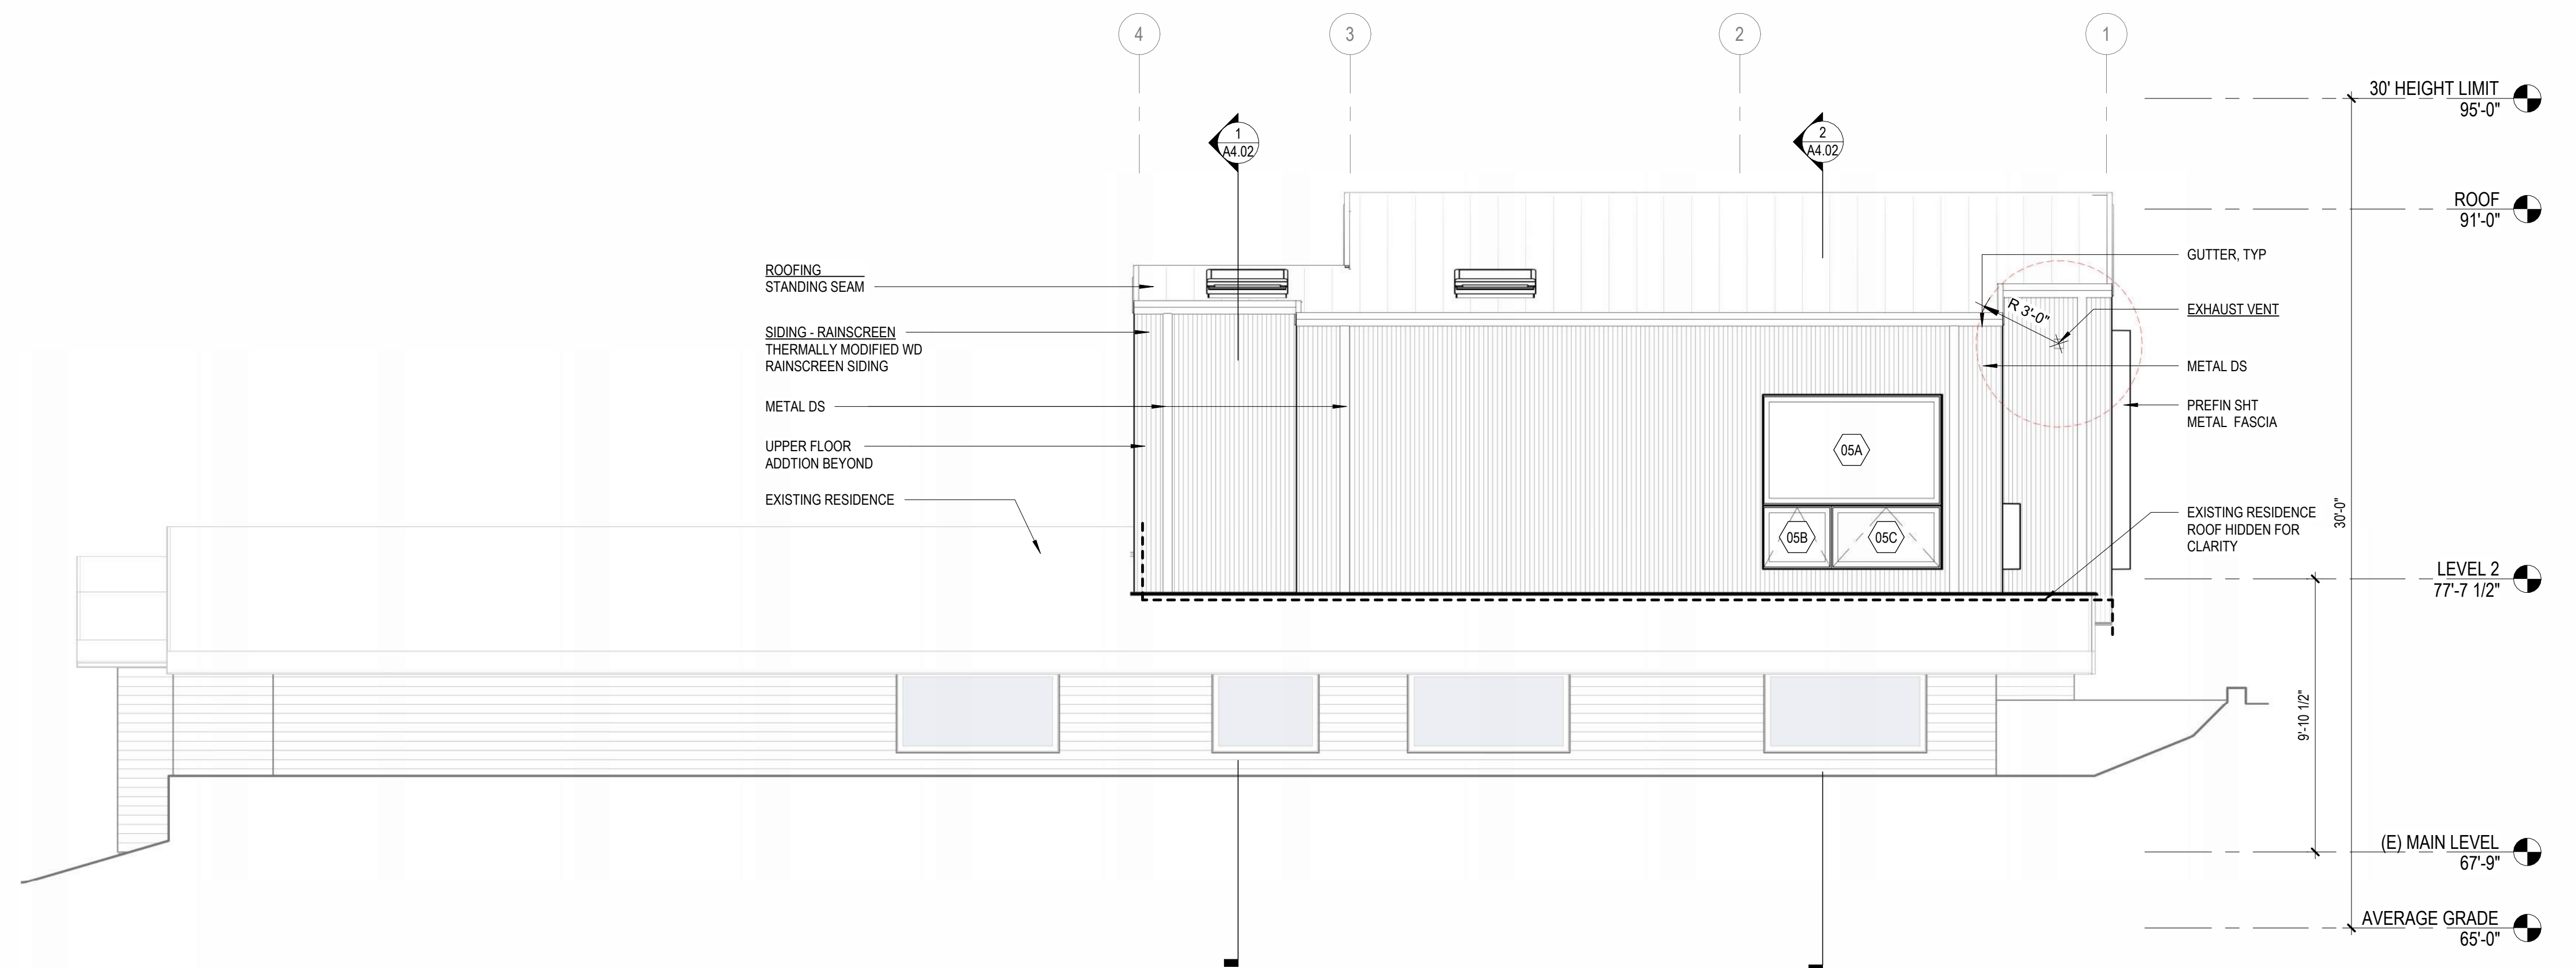 4
3
2
1
30' HEIGHT LIMIT
95'-0"
1
A4.02
2
A4.02
ROOF
91'-0"
ROOFING
STANDING SEAM
SIDING - RAINSCREEN
THERMALLY MODIFIED WD
RAINSCREEN SIDING
METAL DS
UPPER FLOOR
ADDTION BEYOND
EXISTING RESIDENCE
GUTTER, TYP
R 3'-0"
EXHAUST VENT
METAL DS
PREFIN SHT
METAL FASCIA
05A
05B
05C
EXISTING RESIDENCE
ROOF HIDDEN FOR
CLARITY
30'-0"
LEVEL 2
77'-7 1/2"
9'-10 1/2"
(E) MAIN LEVEL
67'-9"
AVERAGE GRADE
65'-0"